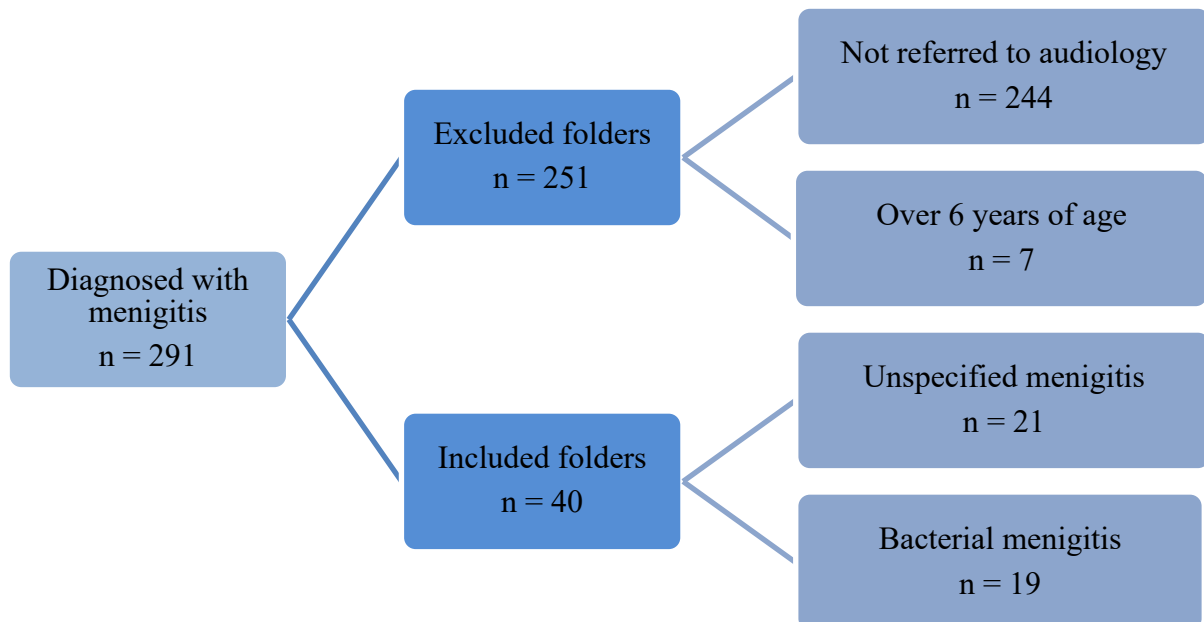 Diagnosed with
menigitis
n = 291
Excluded folders
n = 251
Not referred to audiology
n = 244
Over 6 years of age
n = 7
Included folders
n = 40
Unspecified menigitis
n = 21
Bacterial menigitis
n = 19